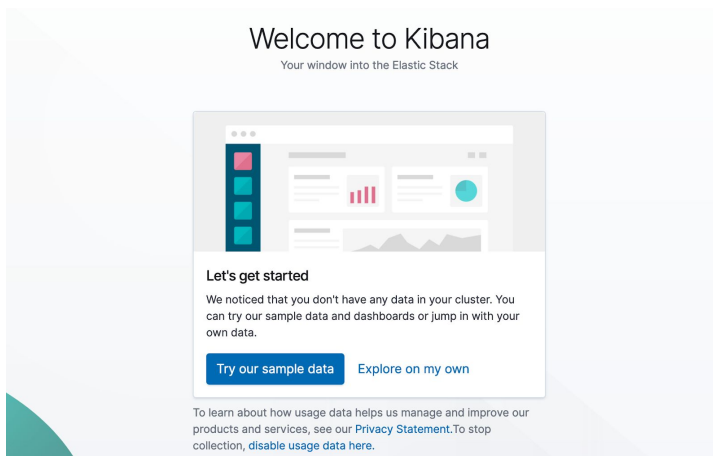 Welcome to Kibana
Your window into the Elastic Stack
Let's get started
We noticed that you don't have any data in your cluster. You
can try our sample data and dashboards or jump in with your
own data.
Try our sample data Explore on my own
To learn about how usage data helps us manage and improve our
products and services, see our Privacy Statement.To stop
collection, disable usage data here.